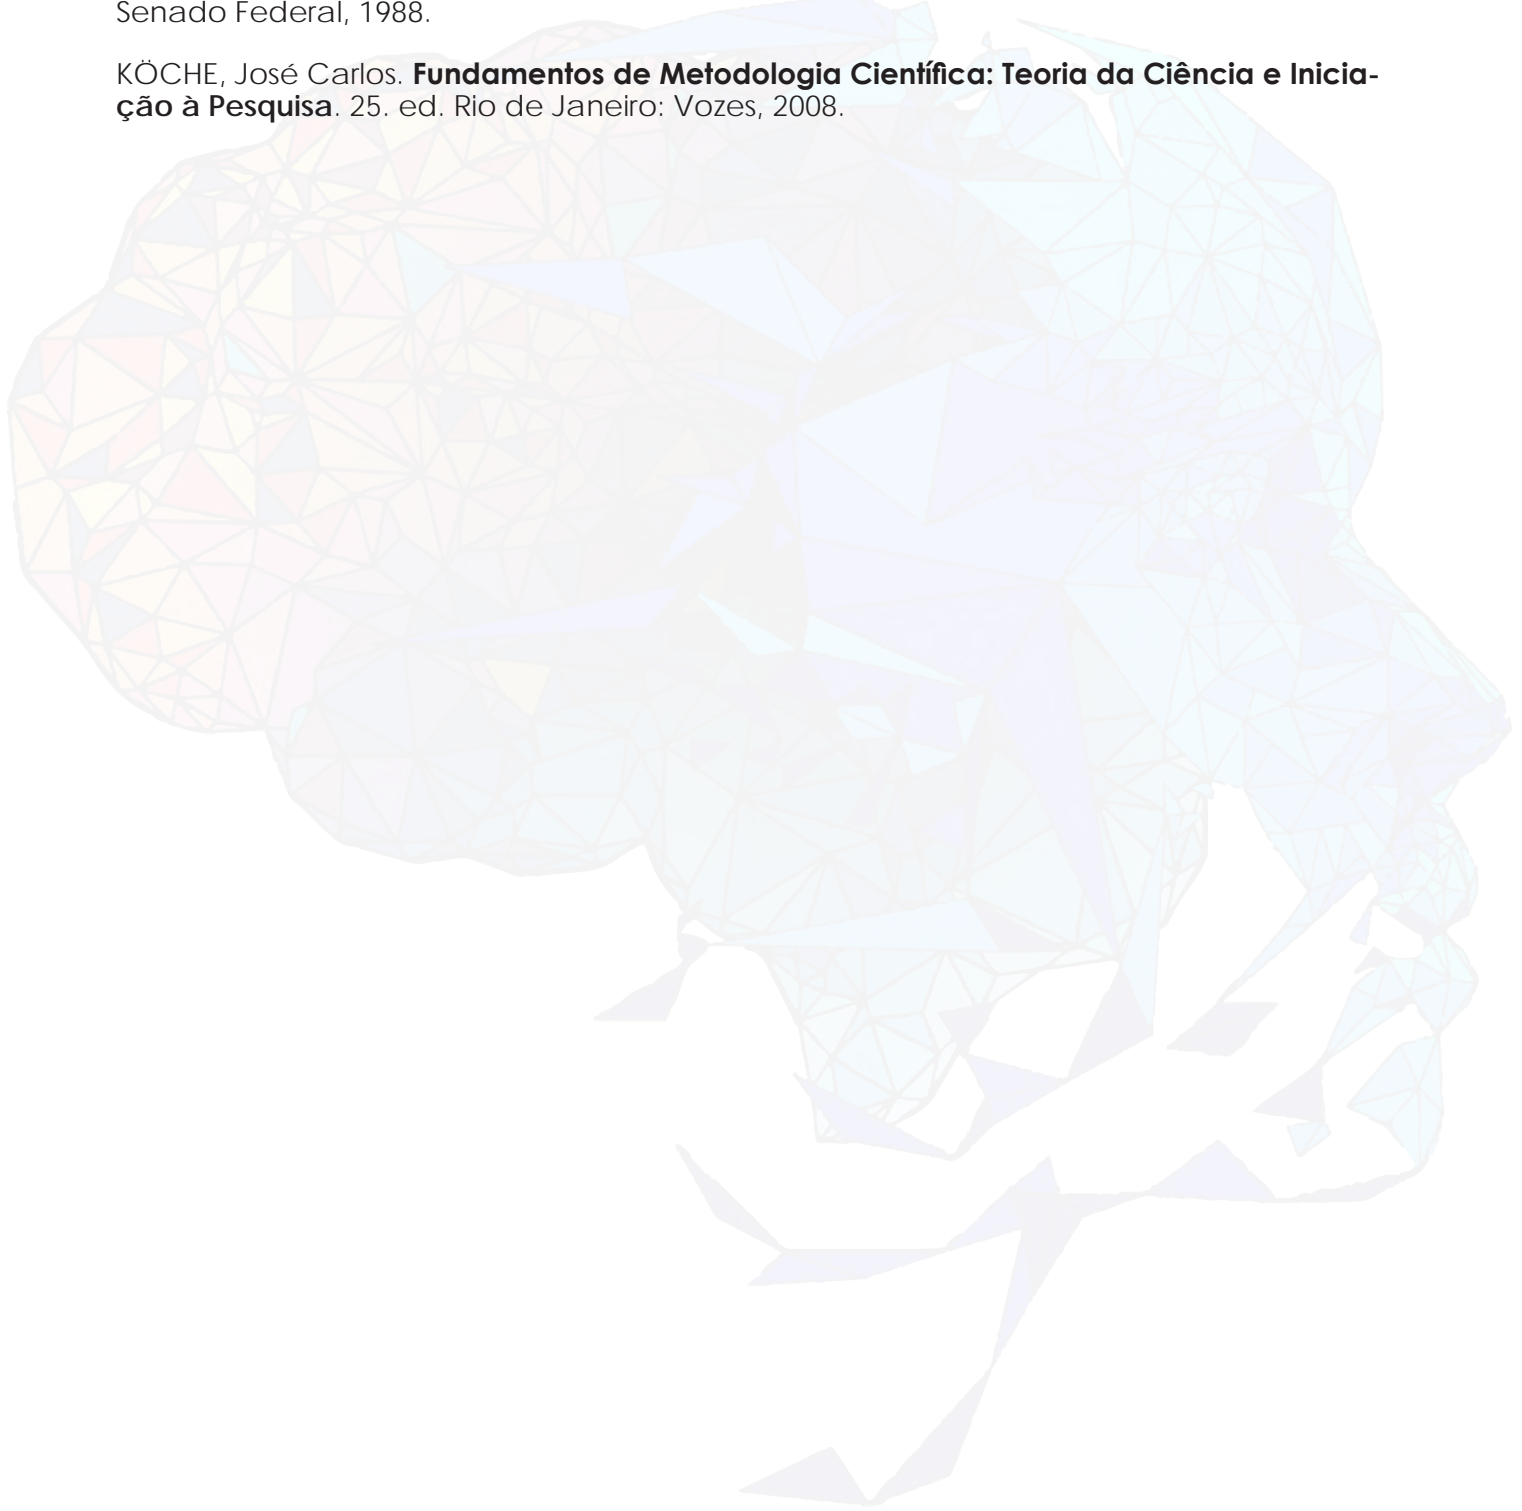 Senado Federal, 1988.
KÖCHE, José Carlos. Fundamentos de Metodologia Científica: Teoria da Ciência e Inicia-
ção à Pesquisa. 25. ed. Rio de Janeiro: Vozes, 2008.